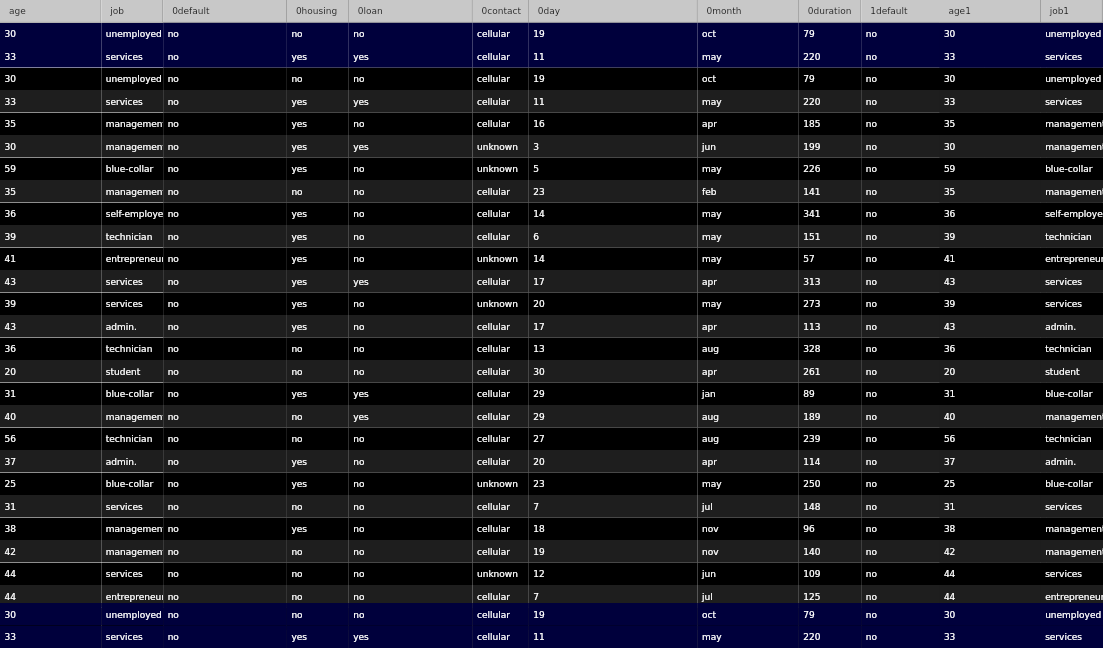 age job 0default 0housing 0loan 0contact 0day 0month 0duration 1default age1 job1
30 unemployed no no no cellular 19 oct 79 no 30 unemployed
33 services no yes yes cellular 11 may 220 no 33 services
30 unemployed no no no cellular 19 oct 79 no 30 unemployed
33 services no yes yes cellular 11 may 220 no 33 services
35 management no yes no cellular 16 apr 185 no 35 management
30 management no yes yes unknown 3 jun 199 no 30 management
59 blue-collar no yes no unknown 5 may 226 no 59 blue-collar
35 management no no no cellular 23 feb 141 no 35 management
36 self-employe no yes no cellular 14 may 341 no 36 self-employe
39 technician no yes no cellular 6 may 151 no 39 technician
41 entrepreneur no yes no unknown 14 may 57 no 41 entrepreneur
43 services no yes yes cellular 17 apr 313 no 43 services
39 services no yes no unknown 20 may 273 no 39 services
43 admin. no yes no cellular 17 apr 113 no 43 admin.
36 technician no no no cellular 13 aug 328 no 36 technician
20 student no no no cellular 30 apr 261 no 20 student
31 blue-collar no yes yes cellular 29 jan 89 no 31 blue-collar
40 management no no yes cellular 29 aug 189 no 40 management
56 technician no no no cellular 27 aug 239 no 56 technician
37 admin. no yes no cellular 20 apr 114 no 37 admin.
25 blue-collar no yes no unknown 23 may 250 no 25 blue-collar
31 services no no no cellular 7 jul 148 no 31 services
38 management no yes no cellular 18 nov 96 no 38 management
42 management no no no cellular 19 nov 140 no 42 management
44 services no no no unknown 12 jun 109 no 44 services
44 entrepreneur no no no cellular 7 jul 125 no 44 entrepreneur
30 unemployed no no no cellular 19 oct 79 no 30 unemployed
33 services no yes yes cellular 11 may 220 no 33 services